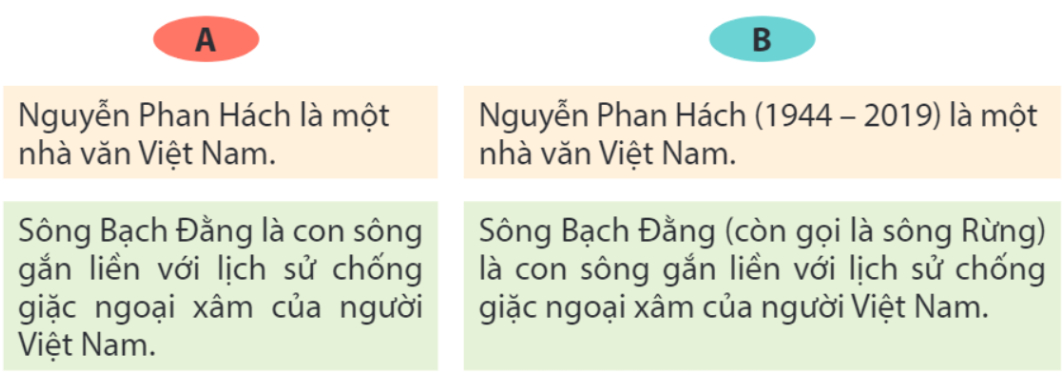 A
B
Nguyễn Phan Hách là một
nhà văn Việt Nam.
Nguyễn Phan Hách (1944 – 2019) là một
nhà văn Việt Nam.
Sông Bạch Đằng là con sông
gắn liền với lịch sử chống
giặc ngoại xâm của người
Việt Nam.
Sông Bạch Đằng (còn gọi là sông Rừng)
là con sông gắn liền với lịch sử chống
giặc ngoại xâm của người Việt Nam.